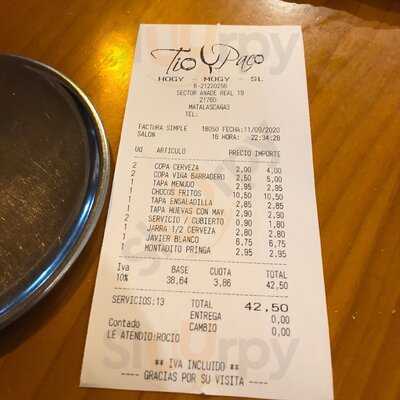 Tio Paco
HOGY - MOGY - SL
B-21220256
SECTOR ANADE REAL 19
21760
MATALASCAÑAS
TEL:
FACTURA SIMPLE 18050 FECHA:11/09/2020
SALON 16 HORA: 22:34:28
Ud ARTICULO PRECIO IMPORTE
2 COPA CERVEZA 2,00 4,00
2 COPA VIÑA BARRADERO 2,50 5,00
1 TAPA MENUDO 2,95 2,95
1 CHOCOS FRITOS 10,50 10,50
1 TAPA ENSALADILLA 2,85 2,85
1 TAPA HUEVAS CON MAY 2,90 2,90
2 SERVICIO / CUBIERTO 0,90 1,80
1 JARRA 1/2 CERVEZA 2,80 2,80
1 JAVIER BLANCO 6,75 6,75
1 MONTADITO PRINGA 2,95 2,95
Iva BASE CUOTA TOTAL
10% 38,64 3,86 42,50
SERVICIOS:13 TOTAL 42,50
ENTREGA 0,00
Contado CAMBIO 0,00
LE ATENDIO:ROCIO
** IVA INCLUIDO **
---- GRACIAS POR SU VISITA ----